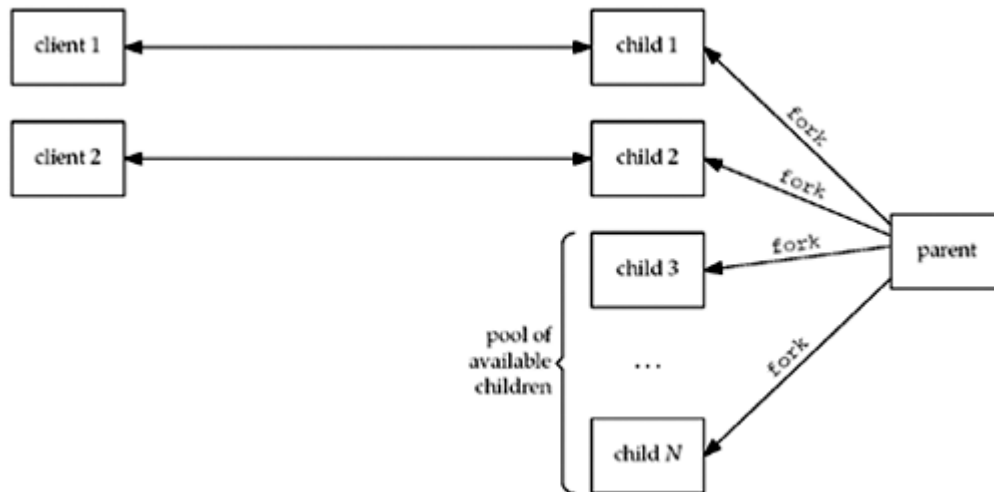 client 1
child 1
fork
client 2
child 2
fork
child 3
fork
parent
pool of
available
children
...
fork
child N